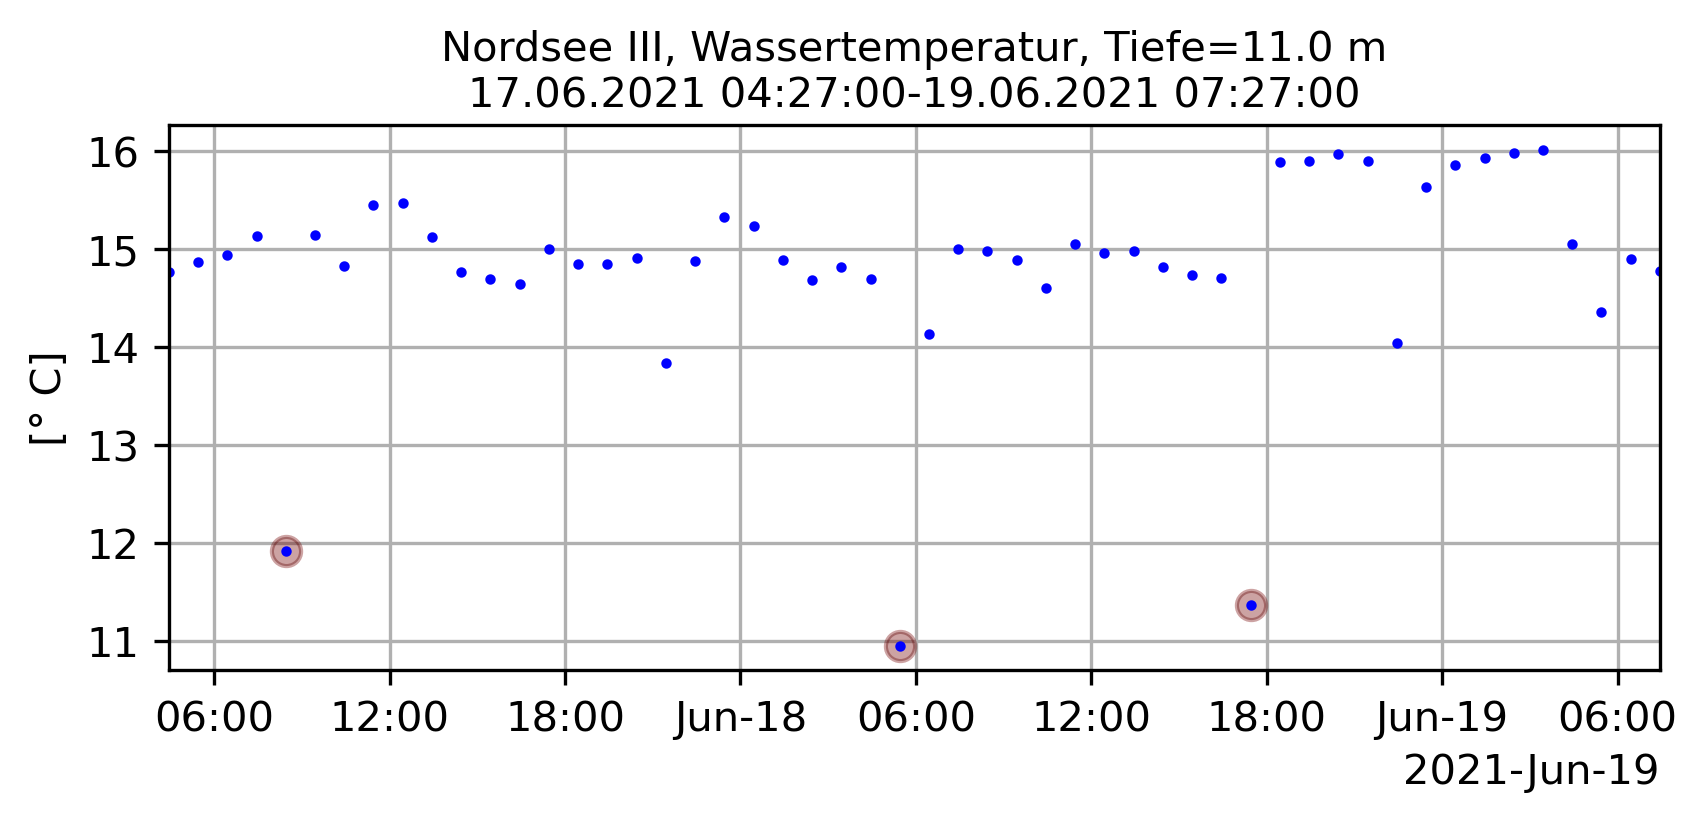 Nordsee III, Wassertemperatur, Tiefe=11.0 m
17.06.2021 04:27:00-19.06.2021 07:27:00
16
15
14
13
12
11
[° C]
06:00 12:00 18:00 Jun-18 06:00 12:00 18:00 Jun-19 06:00
2021-Jun-19